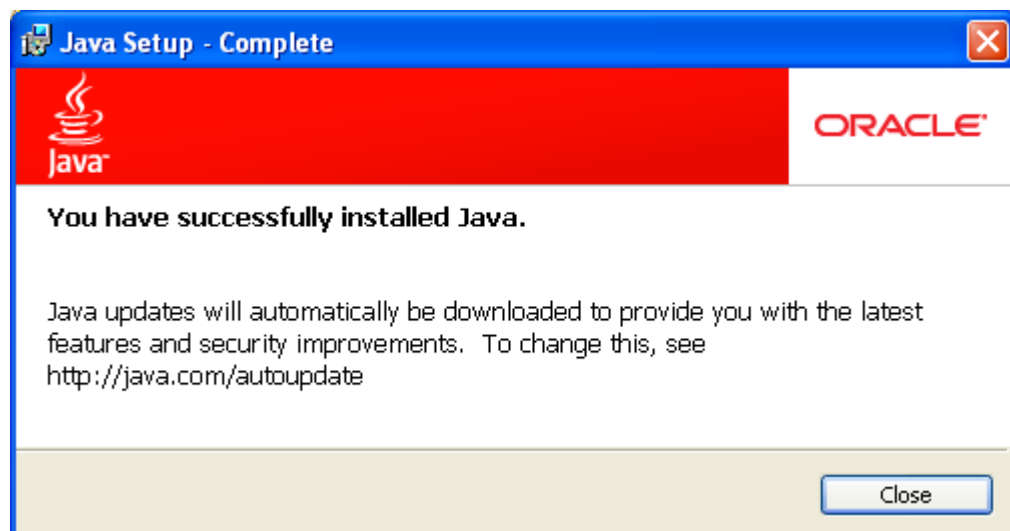 Java Setup - Complete
Java™
ORACLE®
You have successfully installed Java.
Java updates will automatically be downloaded to provide you with the latest
features and security improvements. To change this, see
http://java.com/autoupdate
Close